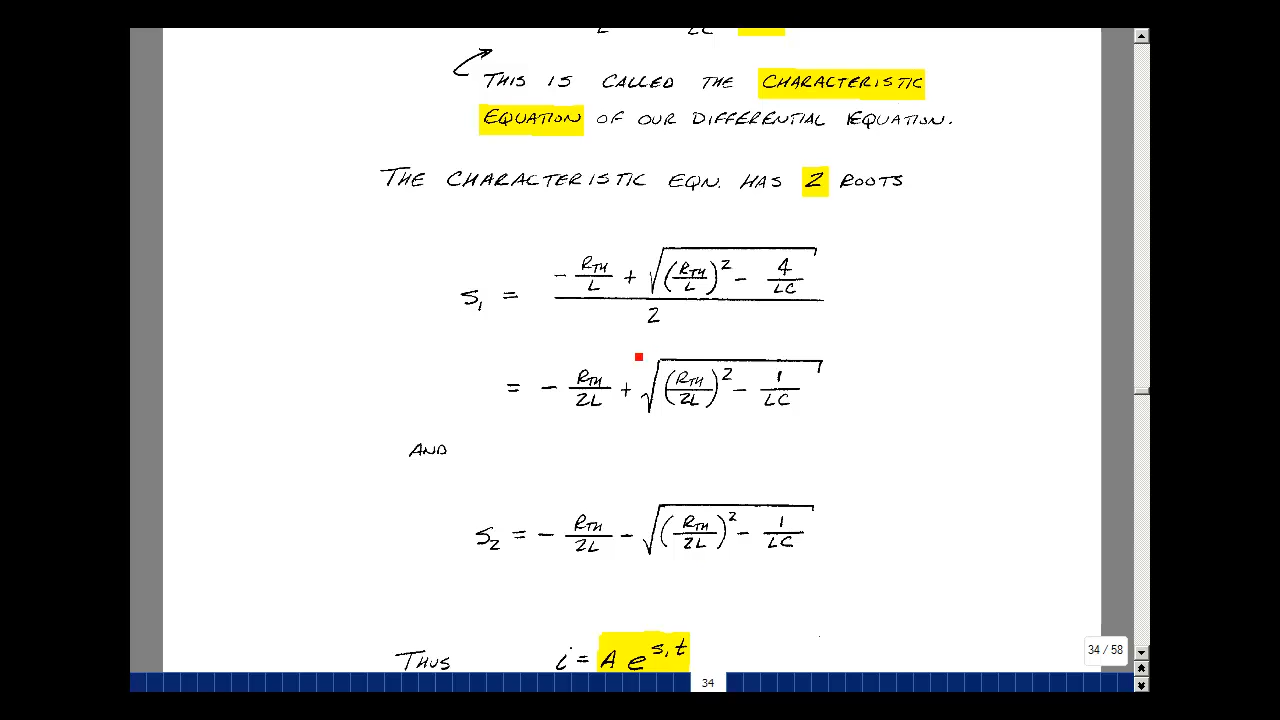 L LC
THIS IS CALLED THE CHARACTERISTIC
EQUATION OF OUR DIFFERENTIAL EQUATION.
THE CHARACTERISTIC EQN. HAS 2 ROOTS
s₁ = (-R_TH/L + √((R_TH/L)² - 4/LC)) / 2
= -R_TH/2L + √((R_TH/2L)² - 1/LC)
AND
s₂ = -R_TH/2L - √((R_TH/2L)² - 1/LC)
THUS i = A e^s₁t
34 / 58
34